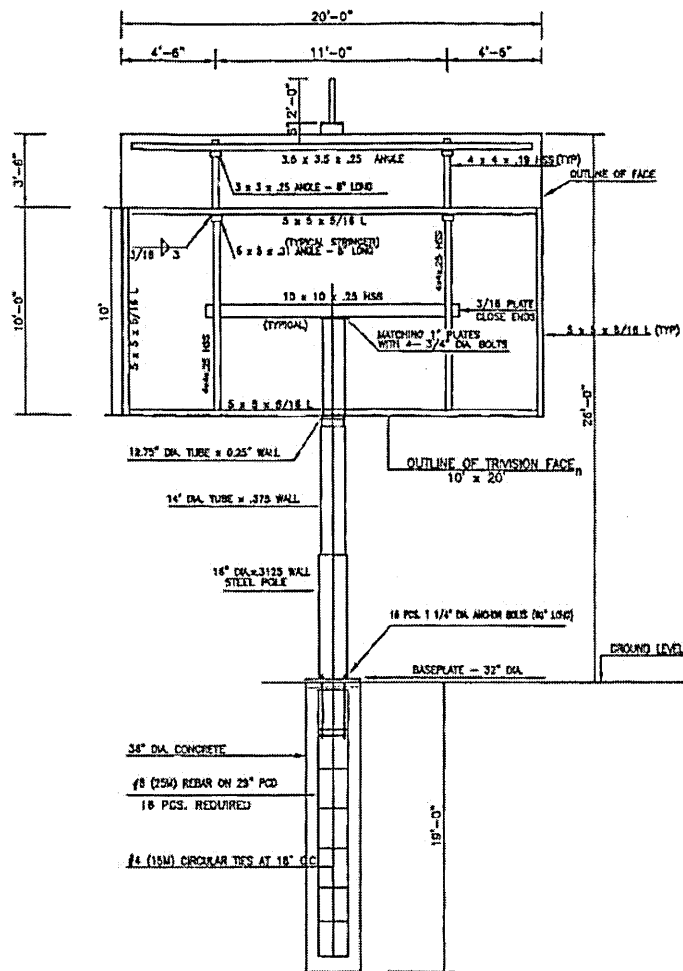 20'-0"
4'-6" 11'-0" 4'-6"
2'-0"
3'-6"
3.5 x 3.5 x .25 ANGLE
4 x 4 x .19 HSS (TYP)
3 x 3 x .25 ANGLE - 8" LONG
OUTLINE OF FACE
5 x 5 x 5/16 L
(TYPICAL STRINGER)
3/16 3
5 x 5 x .31 ANGLE - 8" LONG
10'-0"
10'
5 x 5 x 5/16 L
4x4x.25 HSS
4x4x.25 HSS
10 x 10 x .25 HSS
(TYPICAL)
3/16 PLATE
CLOSE ENDS
MATCHING 1" PLATES
WITH 4- 3/4" DIA. BOLTS
5 x 5 x 5/16 L (TYP)
5 x 5 x 5/16 L
12.75" DIA. TUBE x 0.25" WALL
OUTLINE OF TRIVISION FACE
10' x 20'
14" DIA. TUBE x .375 WALL
16" DIA.x.3125 WALL
STEEL POLE
16 PCS. 1 1/4" DIA. ANCHOR BOLTS LONG)
GROUND LEVEL
BASEPLATE - 32" DIA.
36" DIA. CONCRETE
#8 (25M) REBAR ON 29" PCD
16 PCS. REQUIRED
19'-0"
#4 (15M) CIRCULAR TIES AT 18" O.C